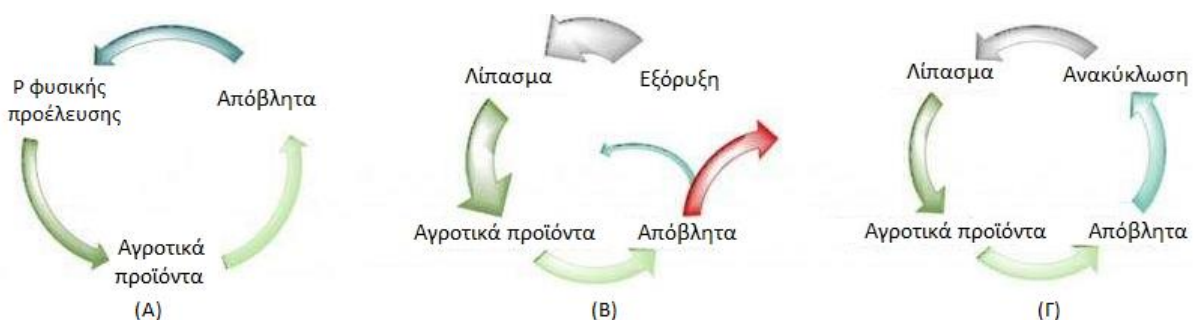 P φυσικής
προέλευσης
Απόβλητα
Αγροτικά
προϊόντα
(Α)
Λίπασμα
Εξόρυξη
Αγροτικά προϊόντα
Απόβλητα
(Β)
Λίπασμα
Ανακύκλωση
Αγροτικά προϊόντα
Απόβλητα
(Γ)